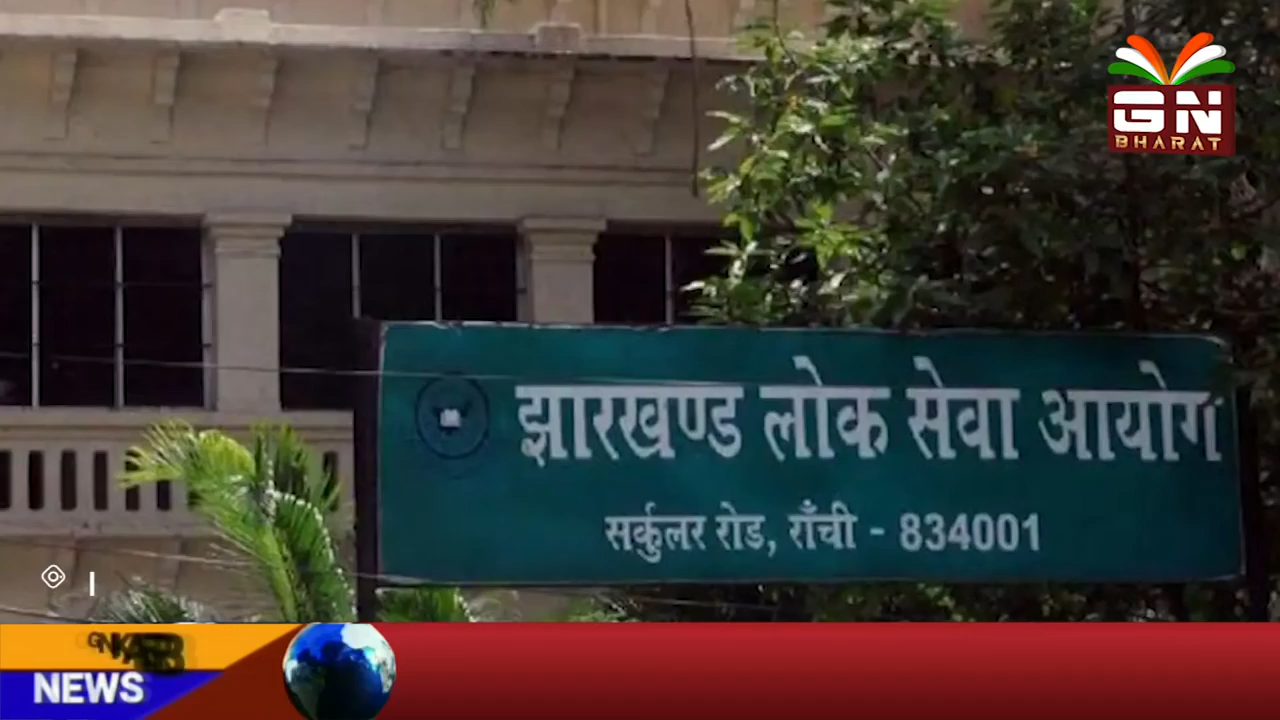 GN
BHARAT
झारखण्ड लोक सेवा आयोग
सर्कुलर रोड, राँची - 834001
NEWS